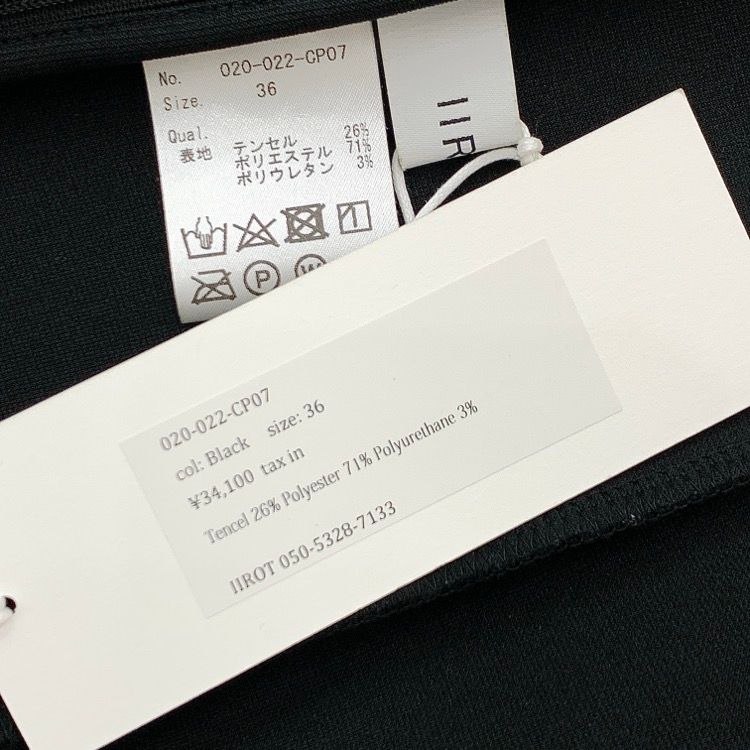 No. 020-022-CP07
Size. 36
Qual.
表地 テンセル 26%
ポリエステル 71%
ポリウレタン 3%
P
W
IIR
020-022-CP07
col: Black size: 36
¥34,100 tax in
Tencel 26% Polyester 71% Polyurethane 3%
IIROT 050-5328-7133